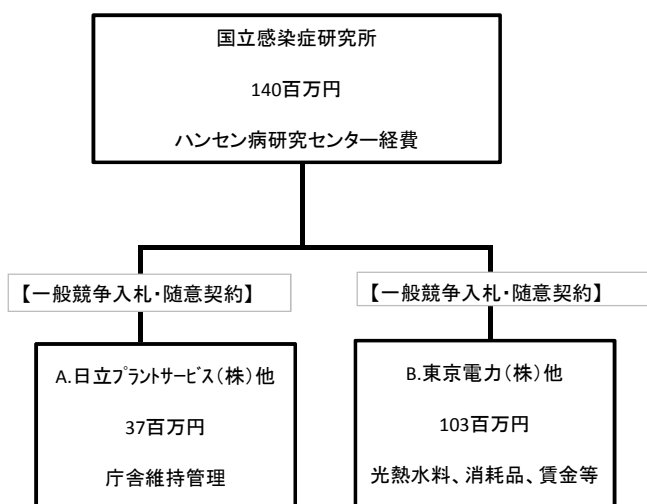 国立感染症研究所
140百万円
ハンセン病研究センター経費
【一般競争入札・随意契約】
【一般競争入札・随意契約】
A.日立ﾌﾟﾗﾝﾄｻｰﾋﾞｽ（株）他
37百万円
庁舎維持管理
B.東京電力（株）他
103百万円
光熱水料、消耗品、賃金等